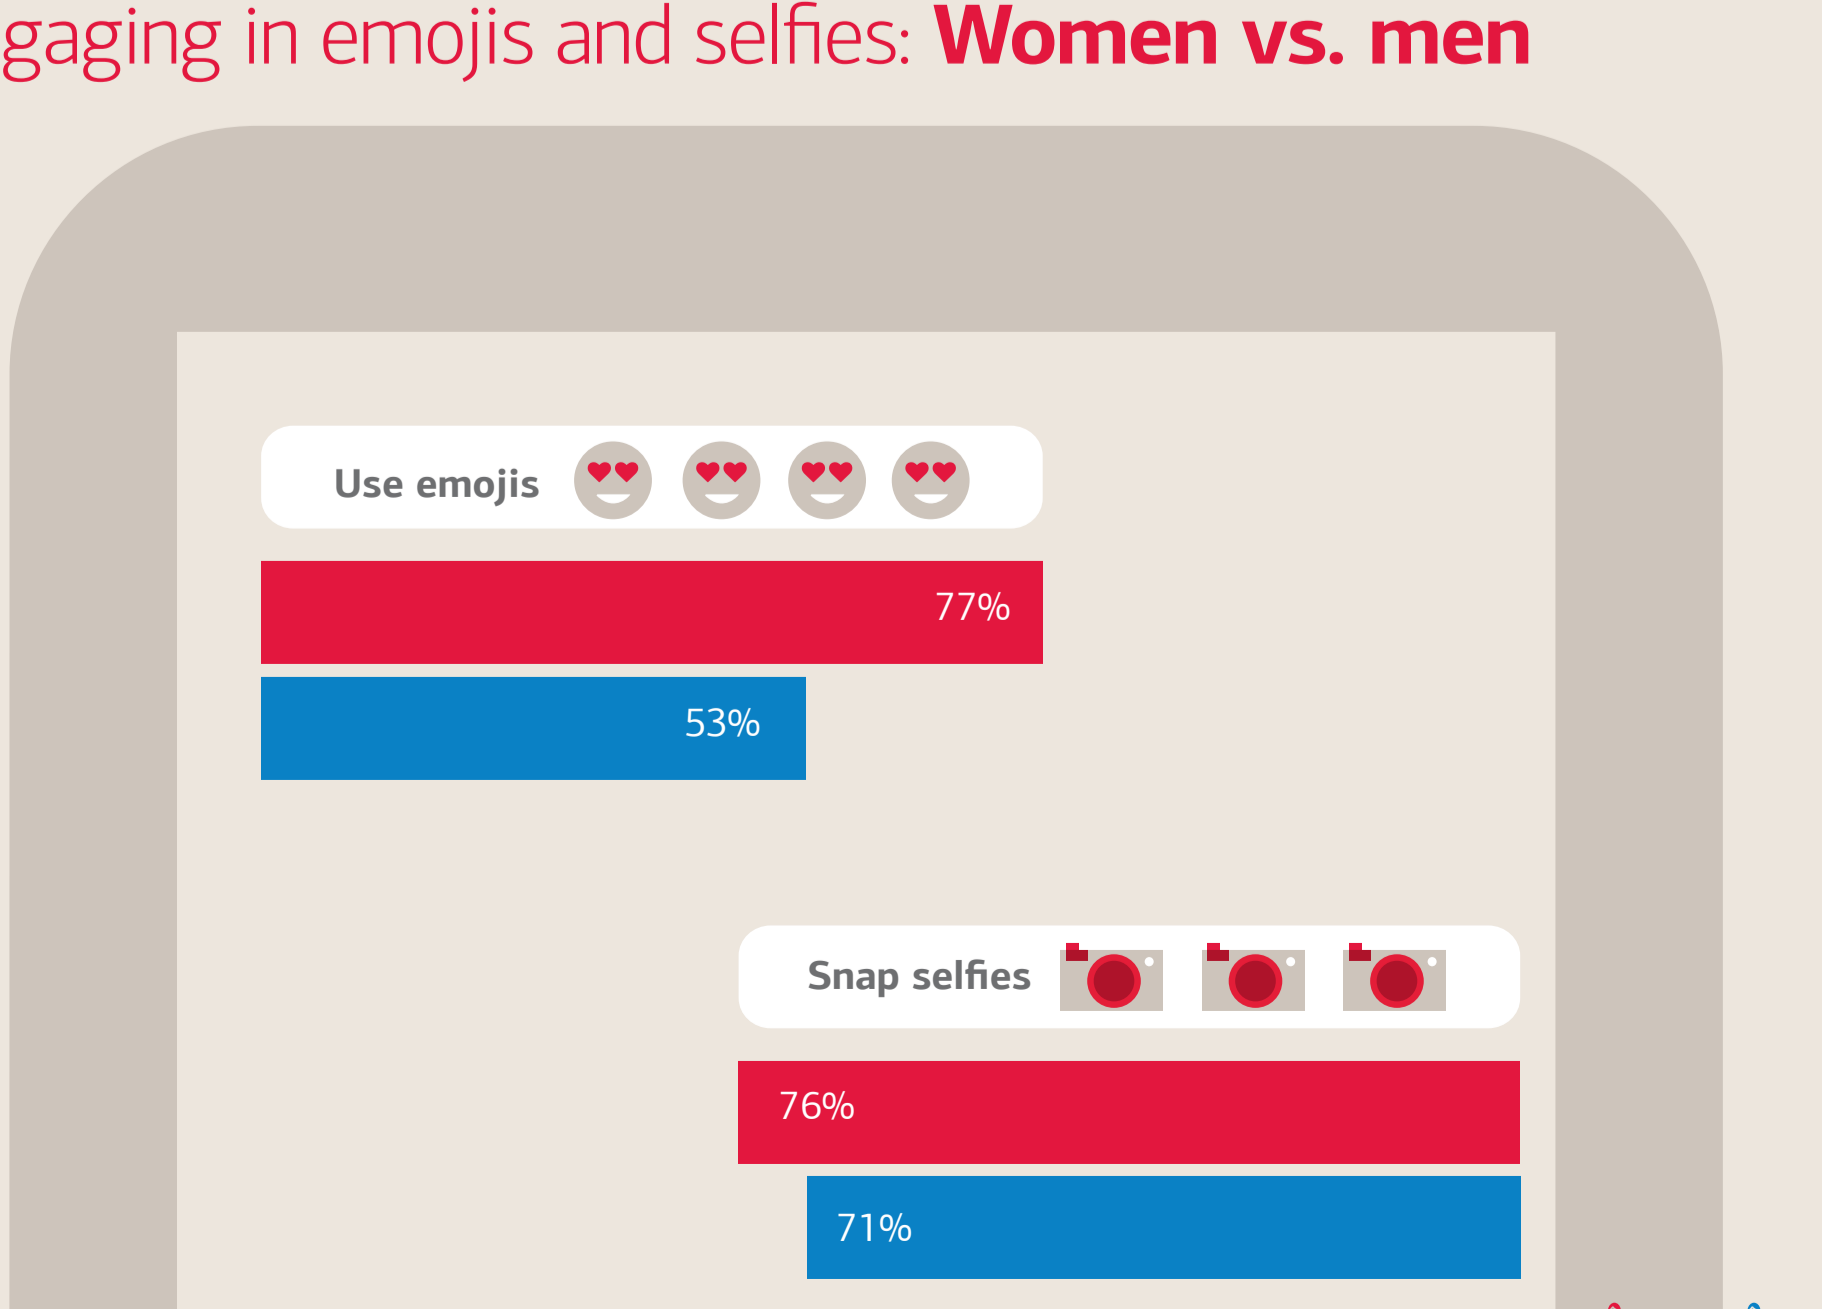 gaging in emojis and selfies: Women vs. men
Use emojis
77%
53%
Snap selfies
76%
71%